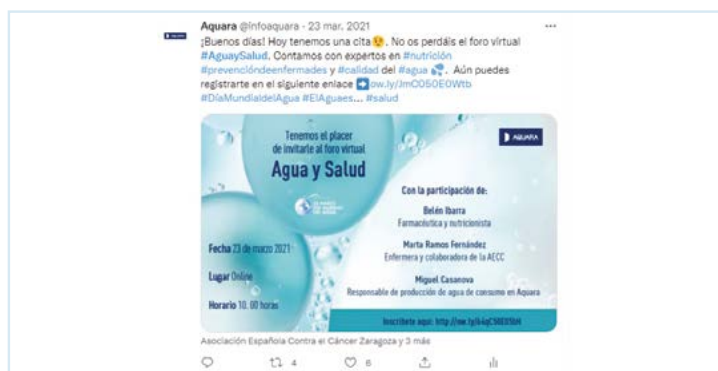 Aquara @infoaquara · 23 mar. 2021
¡Buenos días! Hoy tenemos una cita😉. No os perdáis el foro virtual
#AguaySalud. Contamos con expertos en #nutrición
#prevencióndeenfermades y #calidad del #agua 💦. Aún puedes
registrarte en el siguiente enlace ➡ow.ly/JmC050E0Wtb
#DíaMundialdelAgua #ElAguaes... #salud
Tenemos el placer
de invitarle al foro virtual
Agua y Salud
AQUARA
Fecha 23 de marzo 2021
Lugar Online
Horario 10. 00 horas
Con la participación de:
Belén Ibarra
Farmacéutica y nutricionista
Marta Ramos Fernández
Enfermera y colaboradora de la AECC
Miguel Casanova
Responsable de producción de agua de consumo en Aquara
Inscríbete aquí:
Asociación Española Contra el Cáncer Zaragoza y 3 más
4
6